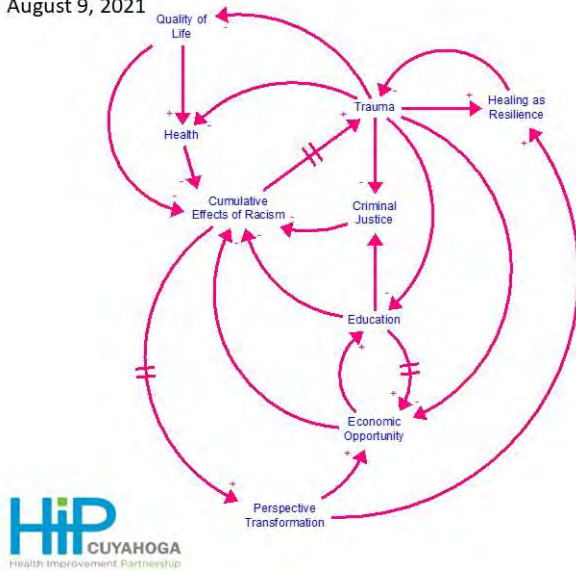 August 9, 2021
Quality of
Life
-
-
+
-
Trauma
+
Healing as
Resilience
+
Health
-
+
-
-
-
Cumulative
Effects of Racism
-
Criminal
Justice
-
-
-
Education
+
+
-
Economic
Opportunity
+
+
Perspective
Transformation
HiP
CUYAHOGA
Health Improvement Partnership